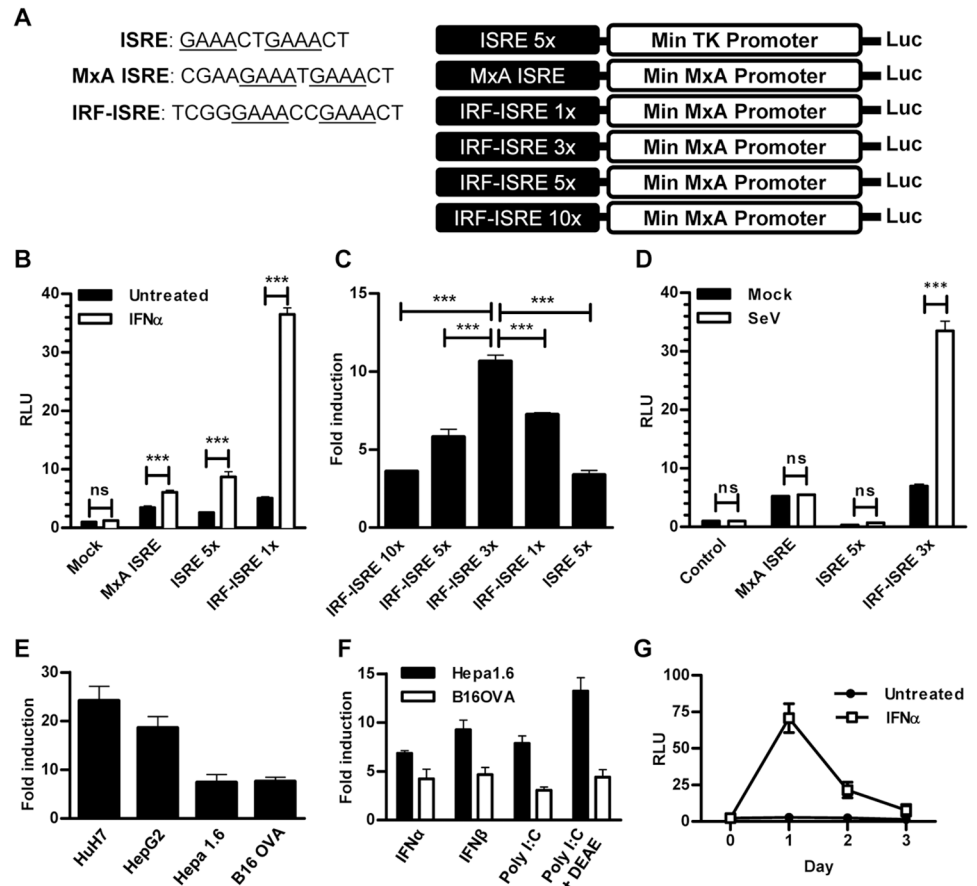 A
ISRE: GAAACTGAAACT
MxA ISRE: CGAAGAAATGAAACT
IRF-ISRE: TCGGGAAACCGAAACT
ISRE 5x Min TK Promoter Luc
MxA ISRE Min MxA Promoter Luc
IRF-ISRE 1x Min MxA Promoter Luc
IRF-ISRE 3x Min MxA Promoter Luc
IRF-ISRE 5x Min MxA Promoter Luc
IRF-ISRE 10x Min MxA Promoter Luc
B
Untreated
IFNα
RLU
40
30
20
10
0
ns
***
***
***
Mock
MxA ISRE
ISRE 5x
IRF-ISRE 1x
C
Fold induction
15
10
5
0
***
***
***
***
IRF-ISRE 10x
IRF-ISRE 5x
IRF-ISRE 3x
IRF-ISRE 1x
ISRE 5x
D
Mock
SeV
RLU
40
30
20
10
0
ns
ns
ns
***
Control
MxA ISRE
ISRE 5x
IRF-ISRE 3x
E
Fold induction
30
20
10
0
HuH7
HepG2
Hepa 1.6
B16 OVA
F
Hepa1.6
B16OVA
Fold induction
15
10
5
0
IFNα
IFNβ
Poly I:C
Poly I:C
+ DEAE
G
Untreated
IFNα
RLU
100
75
50
25
0
0 1 2 3
Day